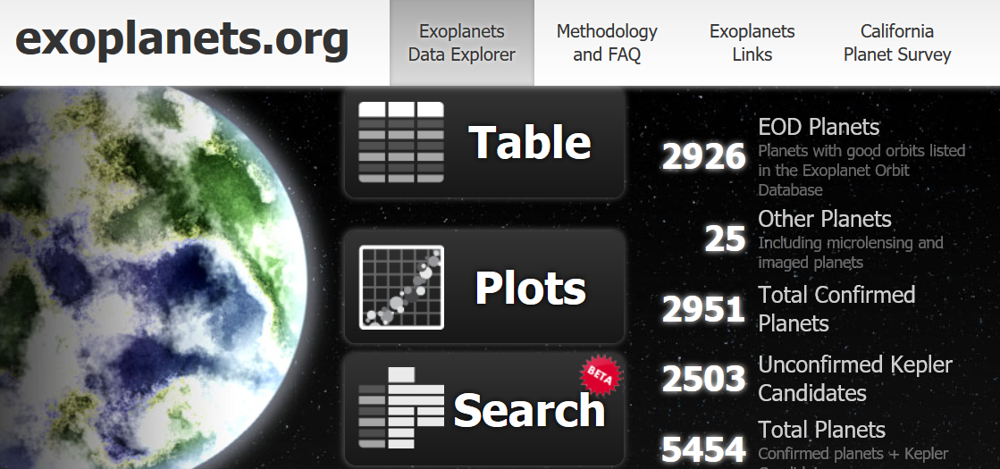 exoplanets.org
Exoplanets
Data Explorer
Methodology
and FAQ
Exoplanets
Links
California
Planet Survey
Table
Plots
BETA
Search
2926
EOD Planets
Planets with good orbits listed
in the Exoplanet Orbit
Database
25
Other Planets
Including microlensing and
imaged planets
2951
Total Confirmed
Planets
2503
Unconfirmed Kepler
Candidates
5454
Total Planets
Confirmed planets + Kepler